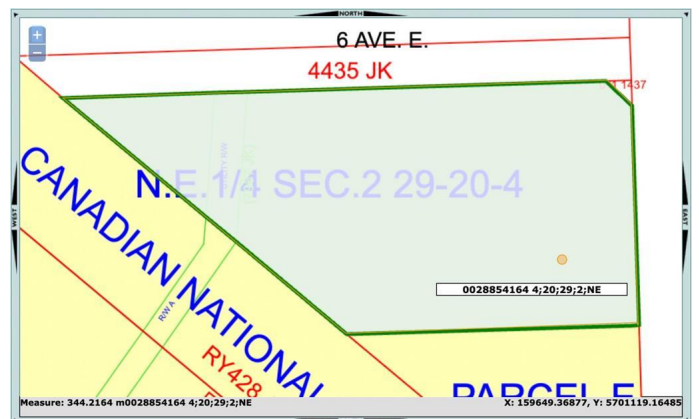 NORTH
6 AVE. E.
4435 JK
1437
N.E.1/4 SEC.2 29-20-4
CANADIAN NATIONAL
WEST
EAST
0028854164 4;20;29;2;NE
R/W A
RY428
PARCEL F
Measure: 344.2164 m0028854164 4;20;29;2;NE
X: 159649.36877, Y: 5701119.16485